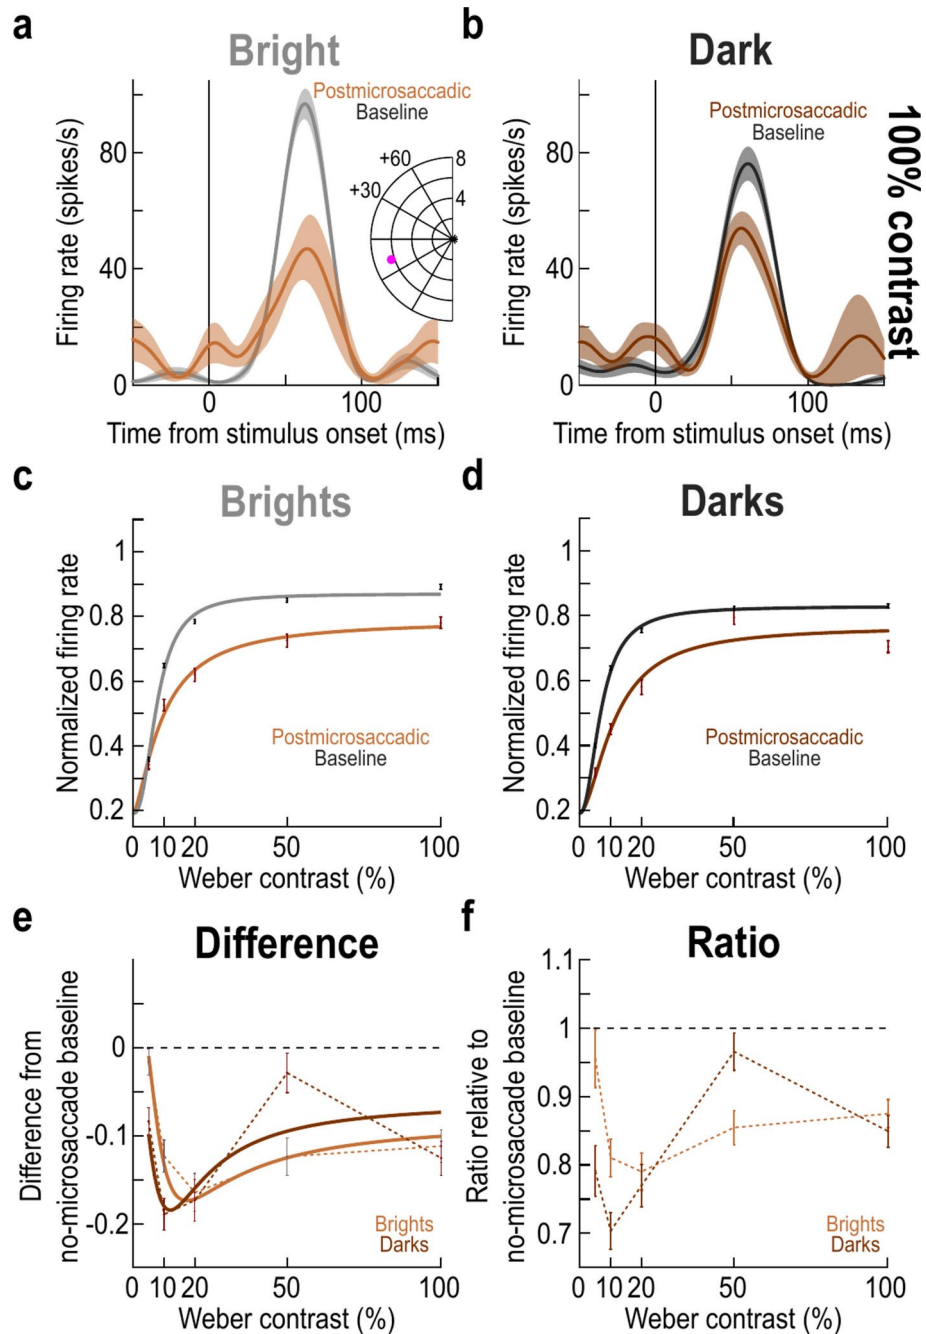 a
Bright
Postmicrosaccadic
Baseline
Firing rate (spikes/s)
80
40
0
+60
+30
8
4
0
100
Time from stimulus onset (ms)
b
Dark
Postmicrosaccadic
Baseline
100% contrast
Firing rate (spikes/s)
80
40
0
0
100
Time from stimulus onset (ms)
c
Brights
Normalized firing rate
1
0.8
0.6
0.4
0.2
Postmicrosaccadic
Baseline
0 10 20 50 100
Weber contrast (%)
d
Darks
Normalized firing rate
1
0.8
0.6
0.4
0.2
Postmicrosaccadic
Baseline
0 10 20 50 100
Weber contrast (%)
e
Difference
Difference from
no-microsaccade baseline
0
-0.1
-0.2
Brights
Darks
0 10 20 50 100
Weber contrast (%)
f
Ratio
Ratio relative to
no-microsaccade baseline
1.1
1
0.9
0.8
0.7
Brights
Darks
0 10 20 50 100
Weber contrast (%)